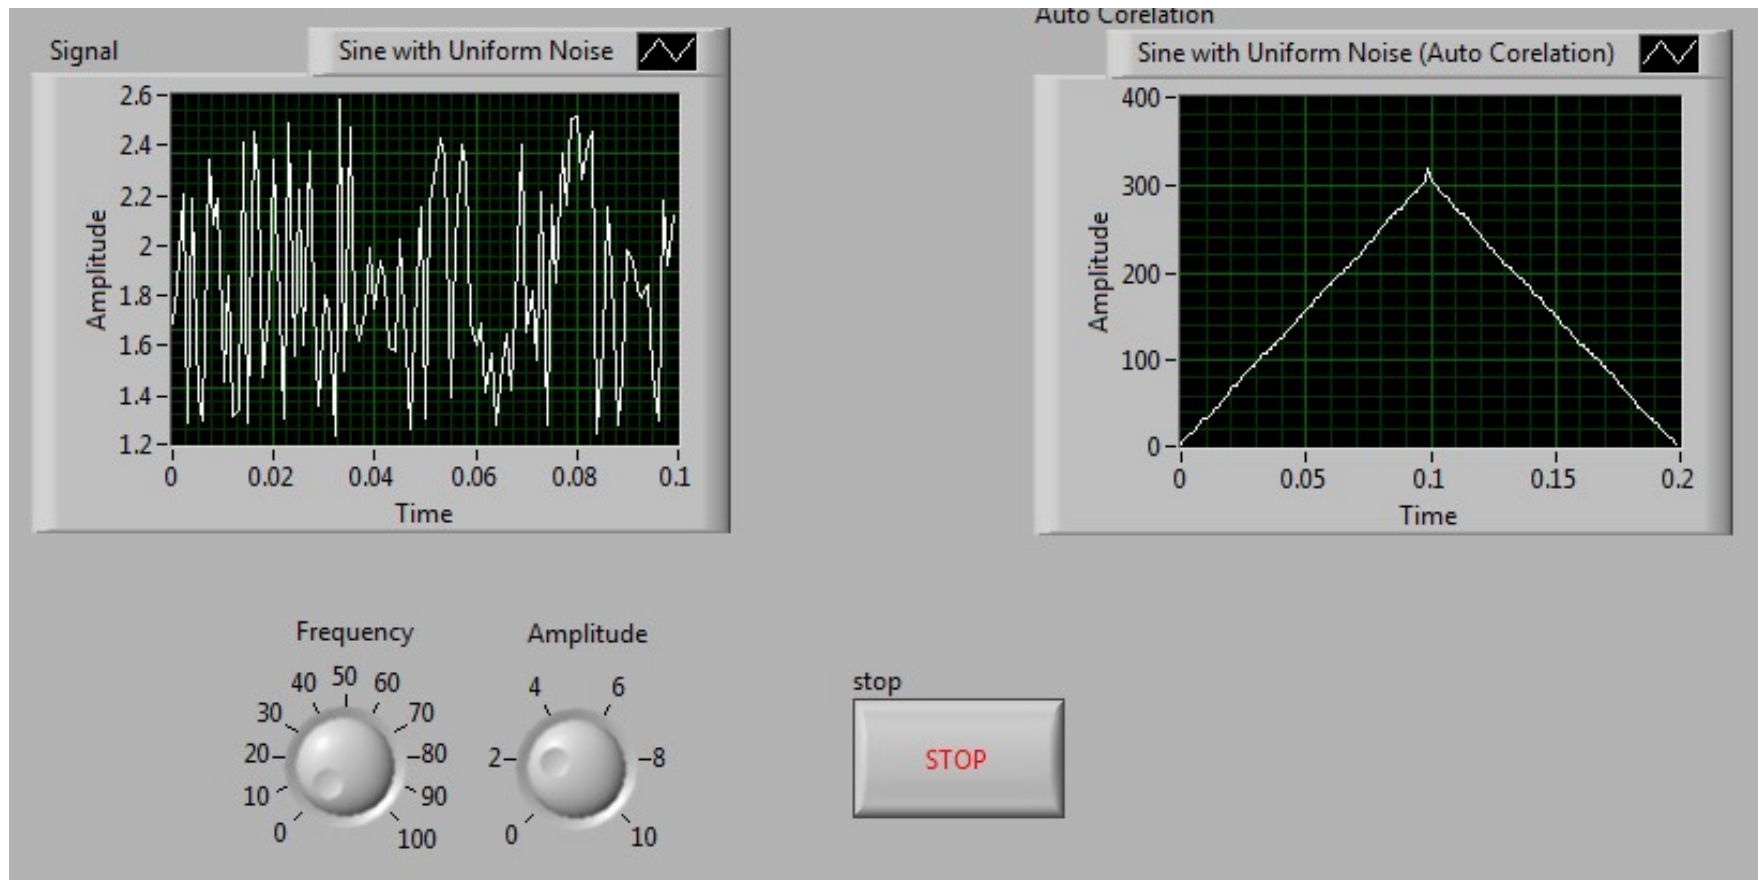 Auto Corelation
Signal
Sine with Uniform Noise
Sine with Uniform Noise (Auto Corelation)
2.6
2.4
2.2
2
1.8
1.6
1.4
1.2
Amplitude
0 0.02 0.04 0.06 0.08 0.1
Time
400
300
200
100
0
Amplitude
0 0.05 0.1 0.15 0.2
Time
Frequency
0 10 20 30 40 50 60 70 80 90 100
Amplitude
0 2 4 6 8 10
stop
STOP